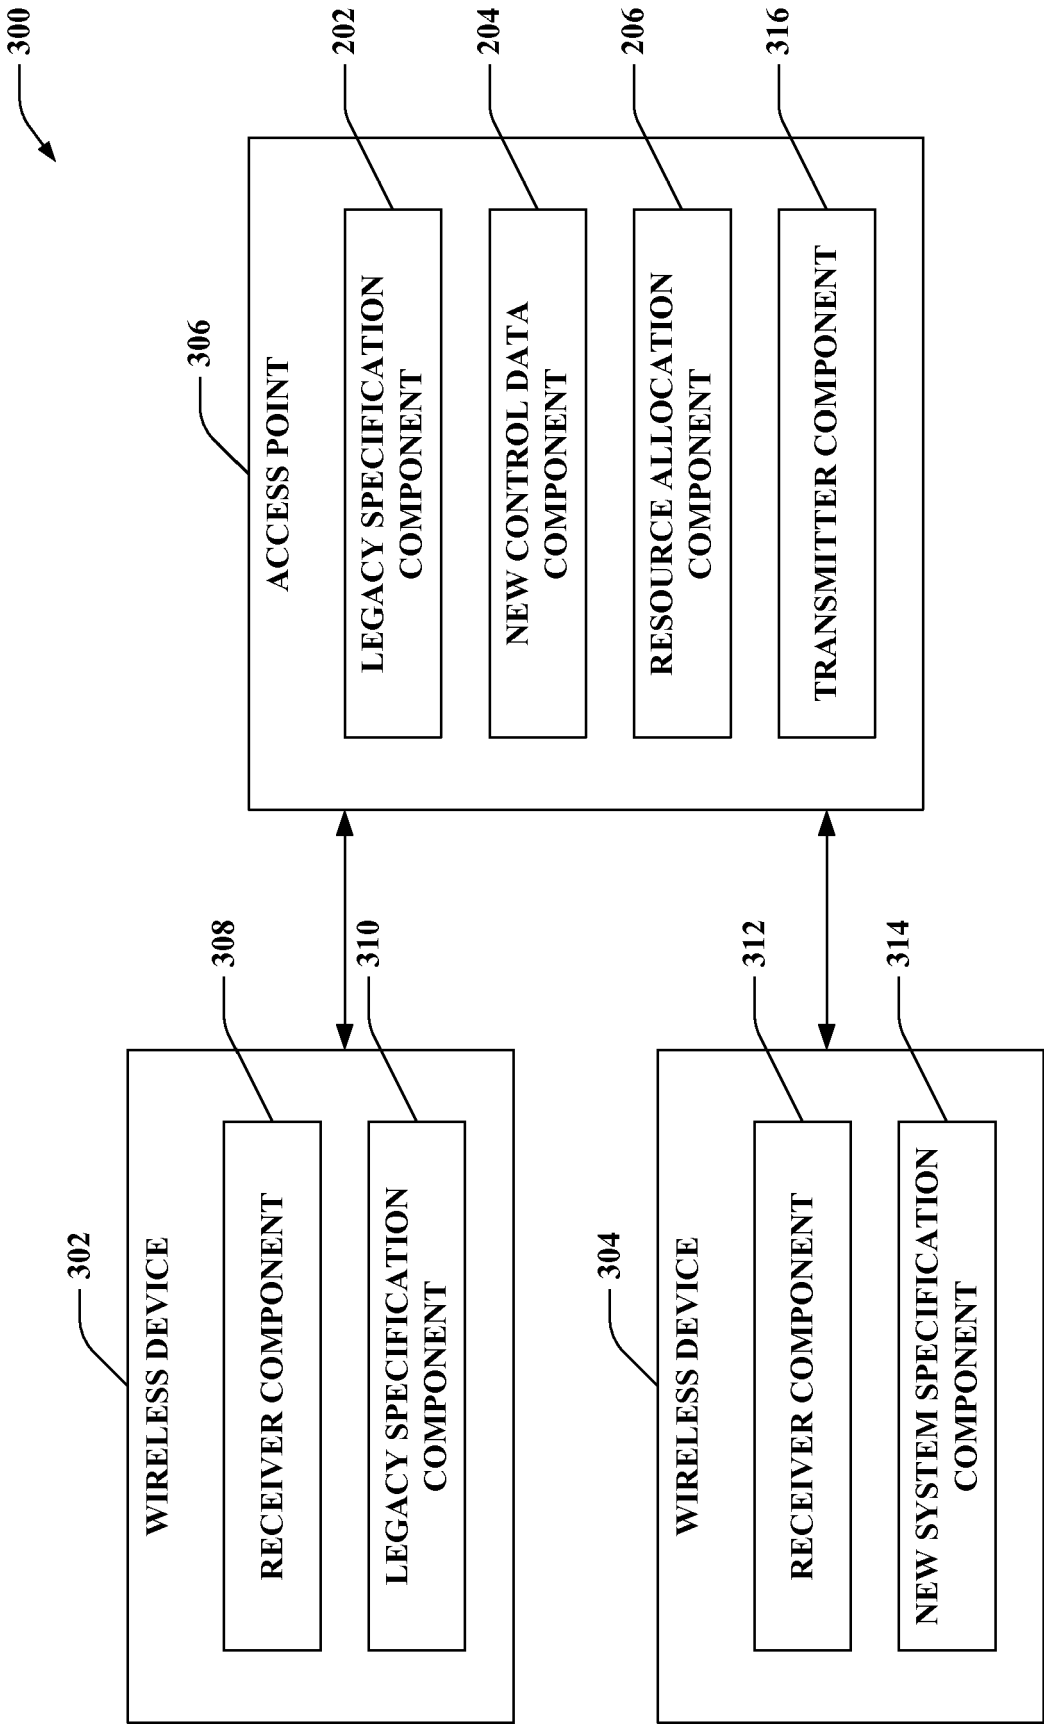 300
302
WIRELESS DEVICE
308
RECEIVER COMPONENT
310
LEGACY SPECIFICATION
COMPONENT
304
WIRELESS DEVICE
312
RECEIVER COMPONENT
314
NEW SYSTEM SPECIFICATION
COMPONENT
306
ACCESS POINT
202
LEGACY SPECIFICATION
COMPONENT
204
NEW CONTROL DATA
COMPONENT
206
RESOURCE ALLOCATION
COMPONENT
316
TRANSMITTER COMPONENT